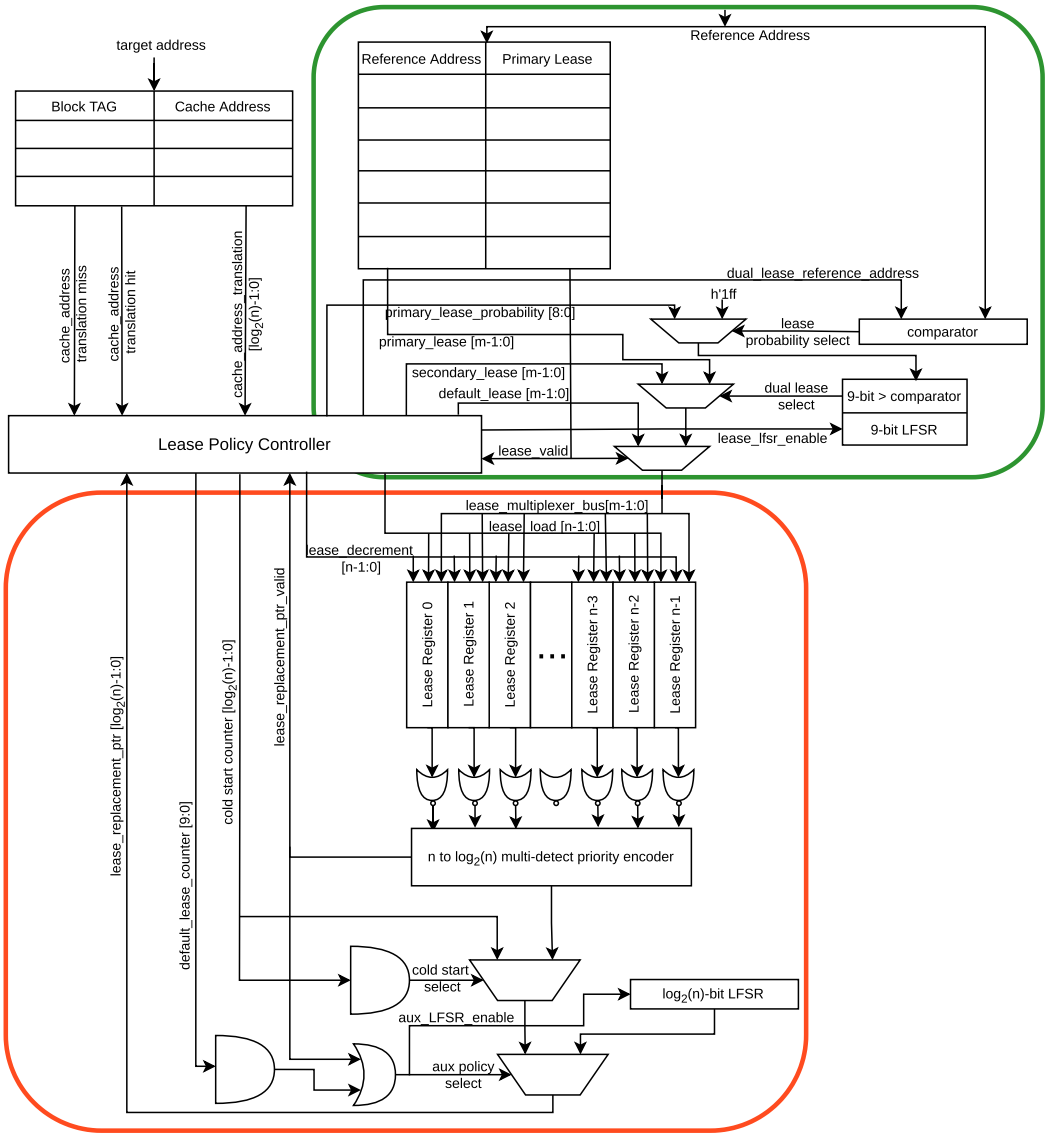 target address
Block TAG
Cache Address
Reference Address
Reference Address
Primary Lease
cache_address
translation miss
cache_address
translation hit
cache_address_translation
[log2(n)-1:0]
dual_lease_reference_address
h'1ff
primary_lease_probability [8:0]
lease
probability select
comparator
primary_lease [m-1:0]
secondary_lease [m-1:0]
default_lease [m-1:0]
dual lease
select
9-bit > comparator
9-bit LFSR
lease_lfsr_enable
Lease Policy Controller
lease_valid
lease_multiplexer_bus[m-1:0]
lease_load [n-1:0]
lease_decrement
[n-1:0]
Lease Register 0
Lease Register 1
Lease Register 2
...
Lease Register n-3
Lease Register n-2
Lease Register n-1
lease_replacement_ptr [log2(n)-1:0]
default_lease_counter [9:0]
cold start counter [log2(n)-1:0]
lease_replacement_ptr_valid
n to log2(n) multi-detect priority encoder
cold start
select
log2(n)-bit LFSR
aux_LFSR_enable
aux policy
select